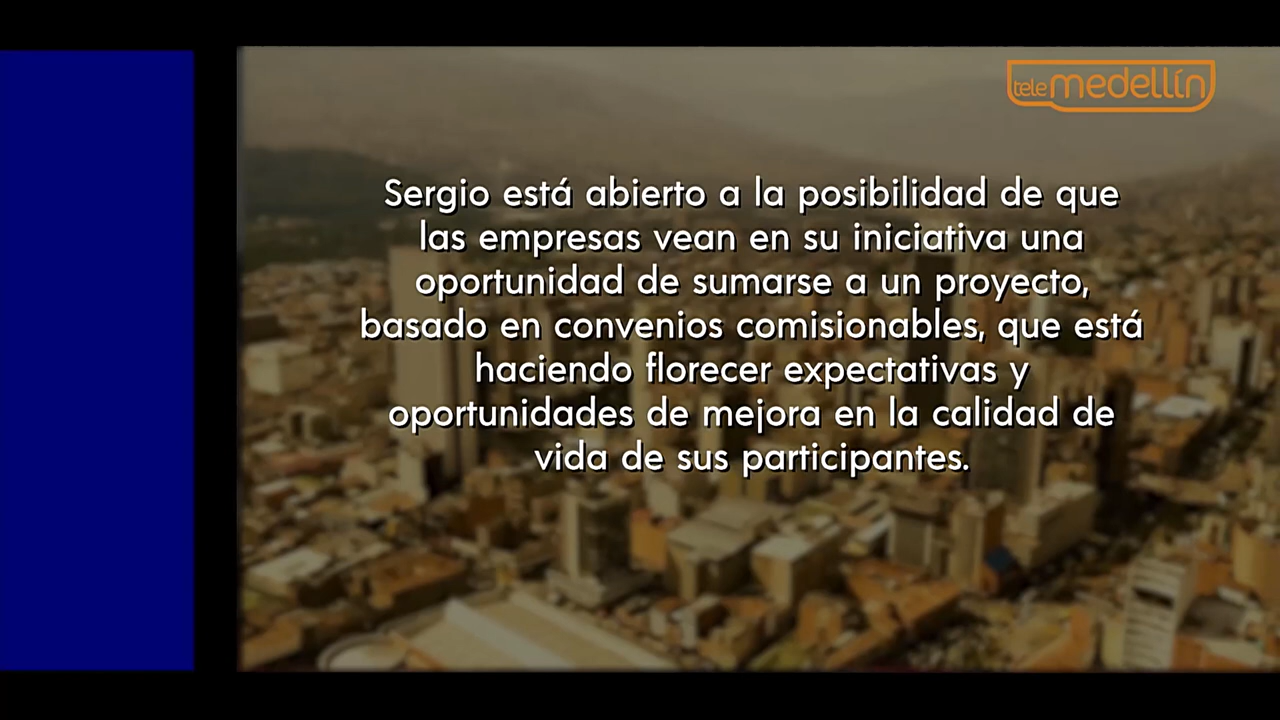 telemedellín
Sergio está abierto a la posibilidad de que
las empresas vean en su iniciativa una
oportunidad de sumarse a un proyecto,
basado en convenios comisionables, que está
haciendo florecer expectativas y
oportunidades de mejora en la calidad de
vida de sus participantes.